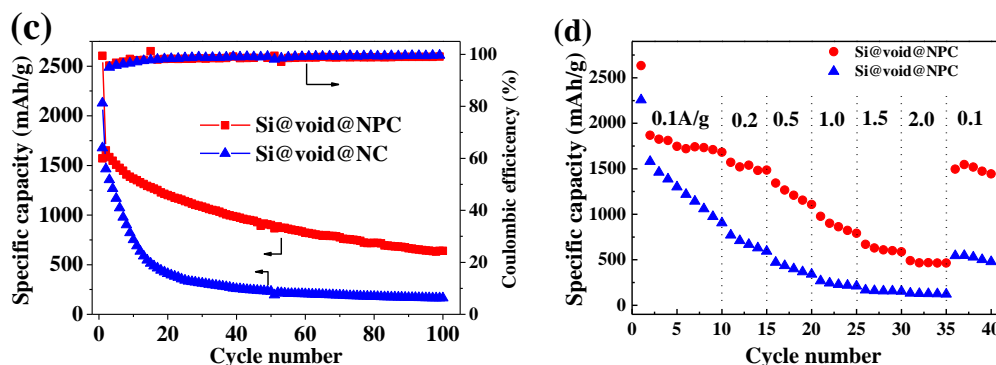 (c)
Specific capacity (mAh/g)
2500
2000
1500
1000
500
0
0 20 40 60 80 100
Cycle number
100
80
60
40
20
0
Coulombic efficicency (%)
Si@void@NPC
Si@void@NC
(d)
Specific capacity (mAh/g)
2500
2000
1500
1000
500
0
0 5 10 15 20 25 30 35 40
Cycle number
Si@void@NPC
Si@void@NPC
0.1A/g 0.2 0.5 1.0 1.5 2.0 0.1